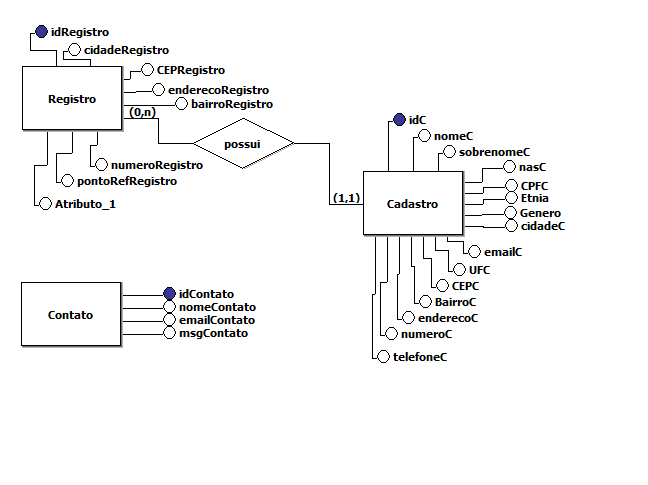 idRegistro
cidadeRegistro
CEPRegistro
enderecoRegistro
bairroRegistro
Registro
(0,n)
possui
numeroRegistro
pontoRefRegistro
Atributo_1
idC
nomeC
sobrenomeC
nasC
CPFC
Etnia
Genero
cidadeC
(1,1)
Cadastro
emailC
UFC
CEPC
BairroC
enderecoC
numeroC
telefoneC
Contato
idContato
nomeContato
emailContato
msgContato